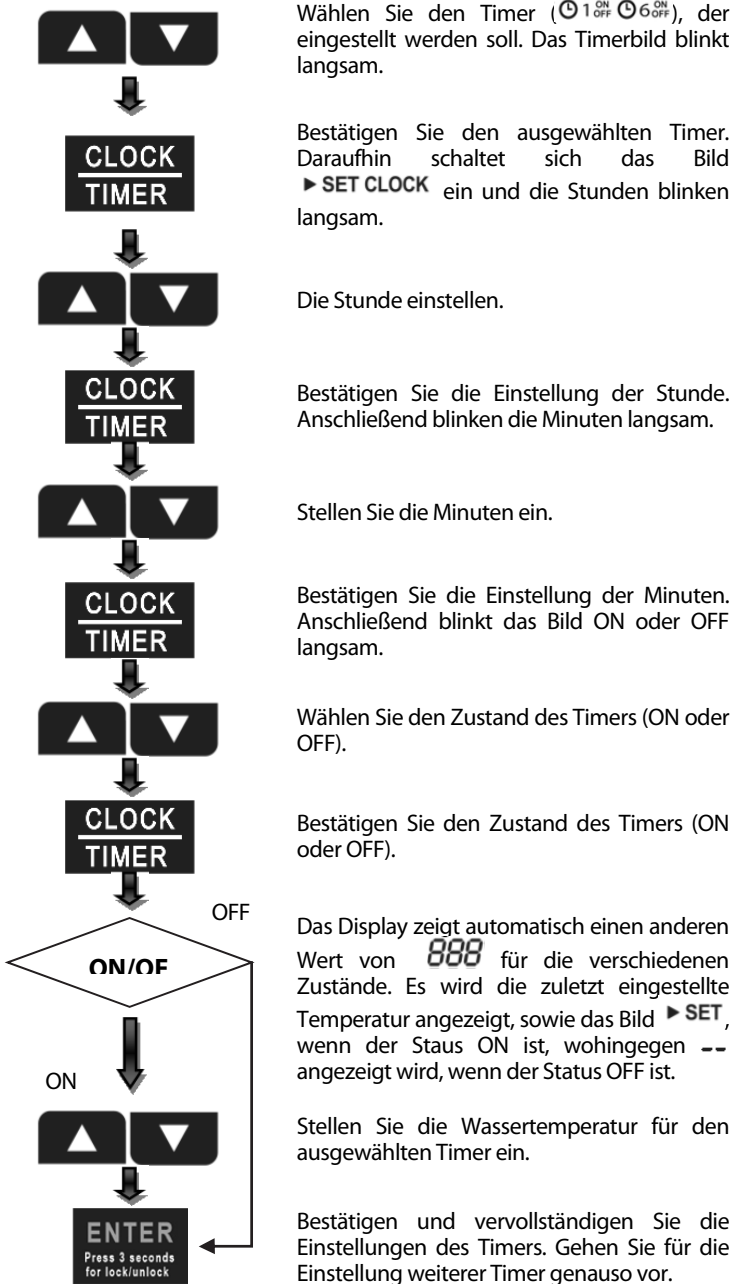 Wählen Sie den Timer (1 ON OFF 6 ON OFF), der
eingestellt werden soll. Das Timerbild blinkt
langsam.
CLOCK
TIMER
Bestätigen Sie den ausgewählten Timer.
Daraufhin schaltet sich das Bild
▶ SET CLOCK ein und die Stunden blinken
langsam.
Die Stunde einstellen.
CLOCK
TIMER
Bestätigen Sie die Einstellung der Stunde.
Anschließend blinken die Minuten langsam.
Stellen Sie die Minuten ein.
CLOCK
TIMER
Bestätigen Sie die Einstellung der Minuten.
Anschließend blinkt das Bild ON oder OFF
langsam.
Wählen Sie den Zustand des Timers (ON oder
OFF).
CLOCK
TIMER
Bestätigen Sie den Zustand des Timers (ON
oder OFF).
OFF
ON/OF
ON
Das Display zeigt automatisch einen anderen
Wert von 888 für die verschiedenen
Zustände. Es wird die zuletzt eingestellte
Temperatur angezeigt, sowie das Bild ▶ SET,
wenn der Staus ON ist, wohingegen --
angezeigt wird, wenn der Status OFF ist.
Stellen Sie die Wassertemperatur für den
ausgewählten Timer ein.
ENTER
Press 3 seconds
for lock/unlock
Bestätigen und vervollständigen Sie die
Einstellungen des Timers. Gehen Sie für die
Einstellung weiterer Timer genauso vor.